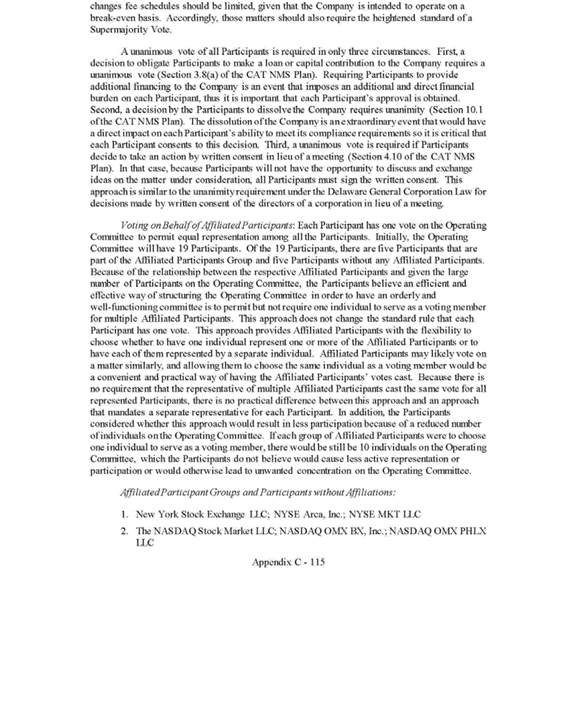 changes fee schedules should be limited, given that the Company is intended to operate on a
break-even basis. Accordingly, those matters should also require the heightened standard of a
Supermajority Vote.
A unanimous vote of all Participants is required in only three circumstances. First, a
decision to obligate Participants to make a loan or capital contribution to the Company requires a
unanimous vote (Section 3.8(a) of the CAT NMS Plan). Requiring Participants to provide
additional financing to the Company is an event that imposes an additional and direct financial
burden on each Participant, thus it is important that each Participant's approval is obtained.
Second, a decision by the Participants to dissolve the Company requires unanimity (Section 10.1
of the CAT NMS Plan). The dissolution of the Company is an extraordinary event that would have
a direct impact on each Participant's ability to meet its compliance requirements so it is critical that
each Participant consents to this decision. Third, a unanimous vote is required if Participants
decide to take an action by written consent in lieu of a meeting (Section 4.10 of the CAT NMS
Plan). In that case, because Participants will not have the opportunity to discuss and exchange
ideas on the matter under consideration, all Participants must sign the written consent. This
approach is similar to the unanimity requirement under the Delaware General Corporation Law for
decisions made by written consent of the directors of a corporation in lieu of a meeting.
Voting on Behalf of Affiliated Participants: Each Participant has one vote on the Operating
Committee to permit equal representation among all the Participants. Initially, the Operating
Committee will have 19 Participants. Of the 19 Participants, there are five Participants that are
part of the Affiliated Participants Group and five Participants without any Affiliated Participants.
Because of the relationship between the respective Affiliated Participants and given the large
number of Participants on the Operating Committee, the Participants believe an efficient and
effective way of structuring the Operating Committee in order to have an orderly and
well-functioning committee is to permit but not require one individual to serve as a voting member
for multiple Affiliated Participants. This approach does not change the standard rule that each
Participant has one vote. This approach provides Affiliated Participants with the flexibility to
choose whether to have one individual represent one or more of the Affiliated Participants or to
have each of them represented by a separate individual. Affiliated Participants may likely vote on
a matter similarly, and allowing them to choose the same individual as a voting member would be
a convenient and practical way of having the Affiliated Participants' votes cast. Because there is
no requirement that the representative of multiple Affiliated Participants cast the same vote for all
represented Participants, there is no practical difference between this approach and an approach
that mandates a separate representative for each Participant. In addition, the Participants
considered whether this approach would result in less participation because of a reduced number
of individuals on the Operating Committee. If each group of Affiliated Participants were to choose
one individual to serve as a voting member, there would be still be 10 individuals on the Operating
Committee, which the Participants do not believe would cause less active representation or
participation or would otherwise lead to unwanted concentration on the Operating Committee.
Affiliated Participant Groups and Participants without Affiliations:
1. New York Stock Exchange LLC; NYSE Arca, Inc.; NYSE MKT LLC
2. The NASDAQ Stock Market LLC; NASDAQ OMX BX, Inc.; NASDAQ OMX PHLX
LLC
Appendix C - 115